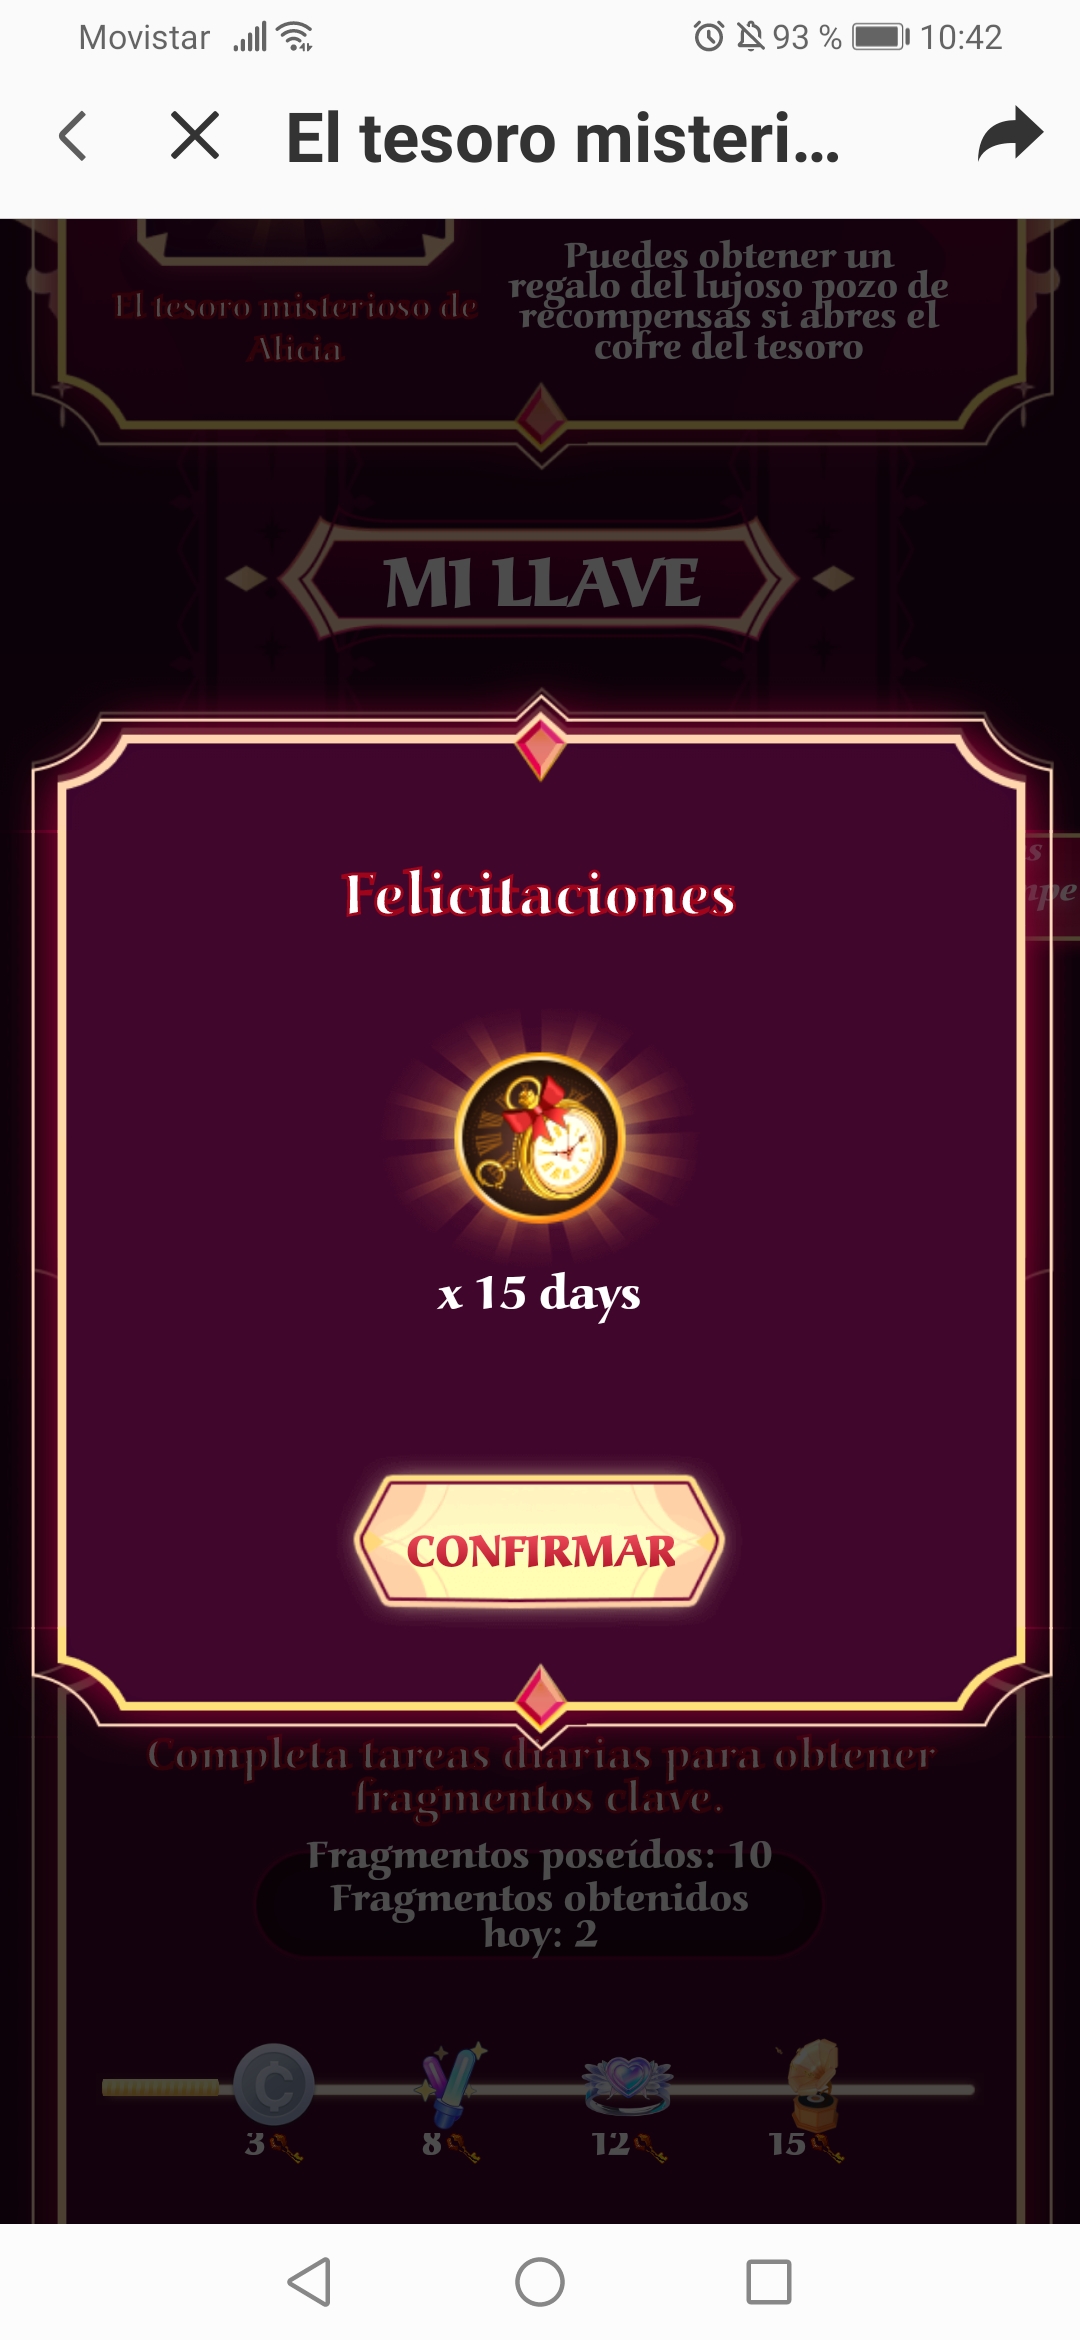 Movistar
93 %
10:42
El tesoro misteri...
El tesoro misterioso de
Alicia
Puedes obtener un
regalo del lujoso pozo de
recompensas si abres el
cofre del tesoro
MI LLAVE
Felicitaciones
x 15 days
CONFIRMAR
Completa tareas diarias para obtener
fragmentos clave.
Fragmentos poseídos: 10
Fragmentos obtenidos
hoy: 2
3
8
12
15